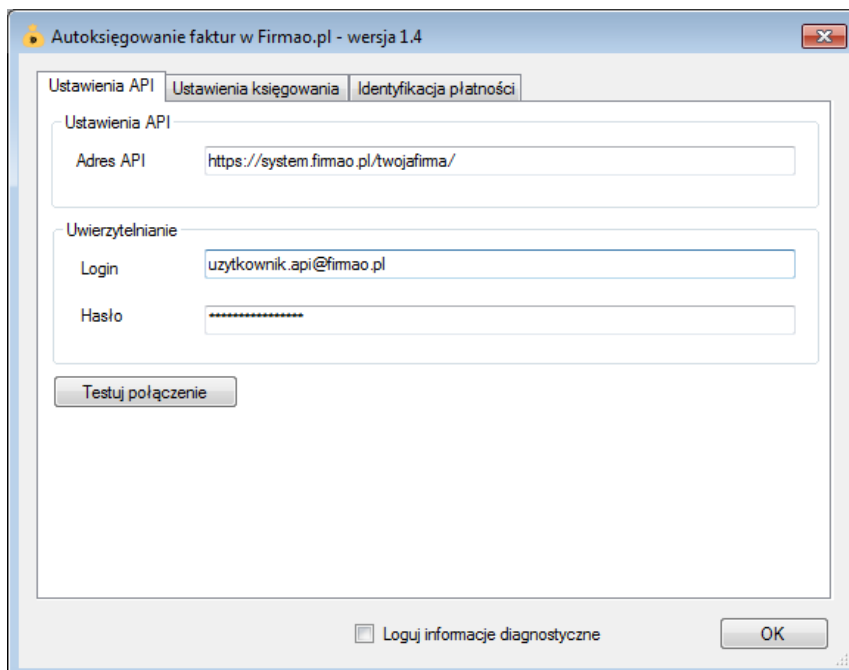 Autoksięgowanie faktur w Firmao.pl - wersja 1.4
Ustawienia API Ustawienia księgowania Identyfikacja płatności
Ustawienia API
Adres API https://system.firmao.pl/twojafirma/
Uwierzytelnianie
Login uzytkownik.api@firmao.pl
Hasło ****************
Testuj połączenie
Loguj informacje diagnostyczne OK